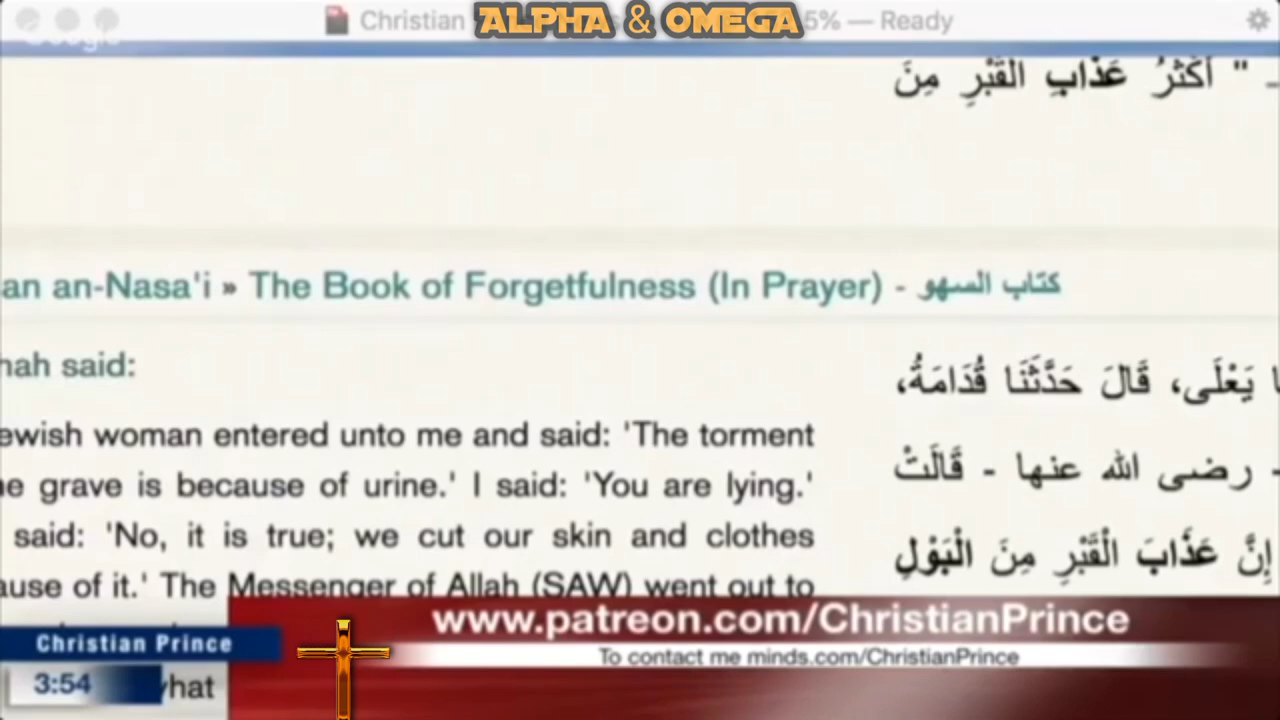 ALPHA & OMEGA
Christian 5% — Ready
Google
- " أَكْثَرُ عَذَابِ الْقَبْرِ مِنَ
an an-Nasa'i » The Book of Forgetfulness (In Prayer) - كتاب السهو
nah said:
يَعْلَى، قَالَ حَدَّثَنَا قُدَامَةُ،
ewish woman entered unto me and said: 'The torment
e grave is because of urine.' I said: 'You are lying.'
- رضى الله عنها - قَالَتْ
said: 'No, it is true; we cut our skin and clothes
إِنَّ عَذَابَ الْقَبْرِ مِنَ الْبَوْلِ
ause of it.' The Messenger of Allah (SAW) went out to
www.patreon.com/ChristianPrince
Christian Prince
To contact me minds.com/ChristianPrince
3:54
hat